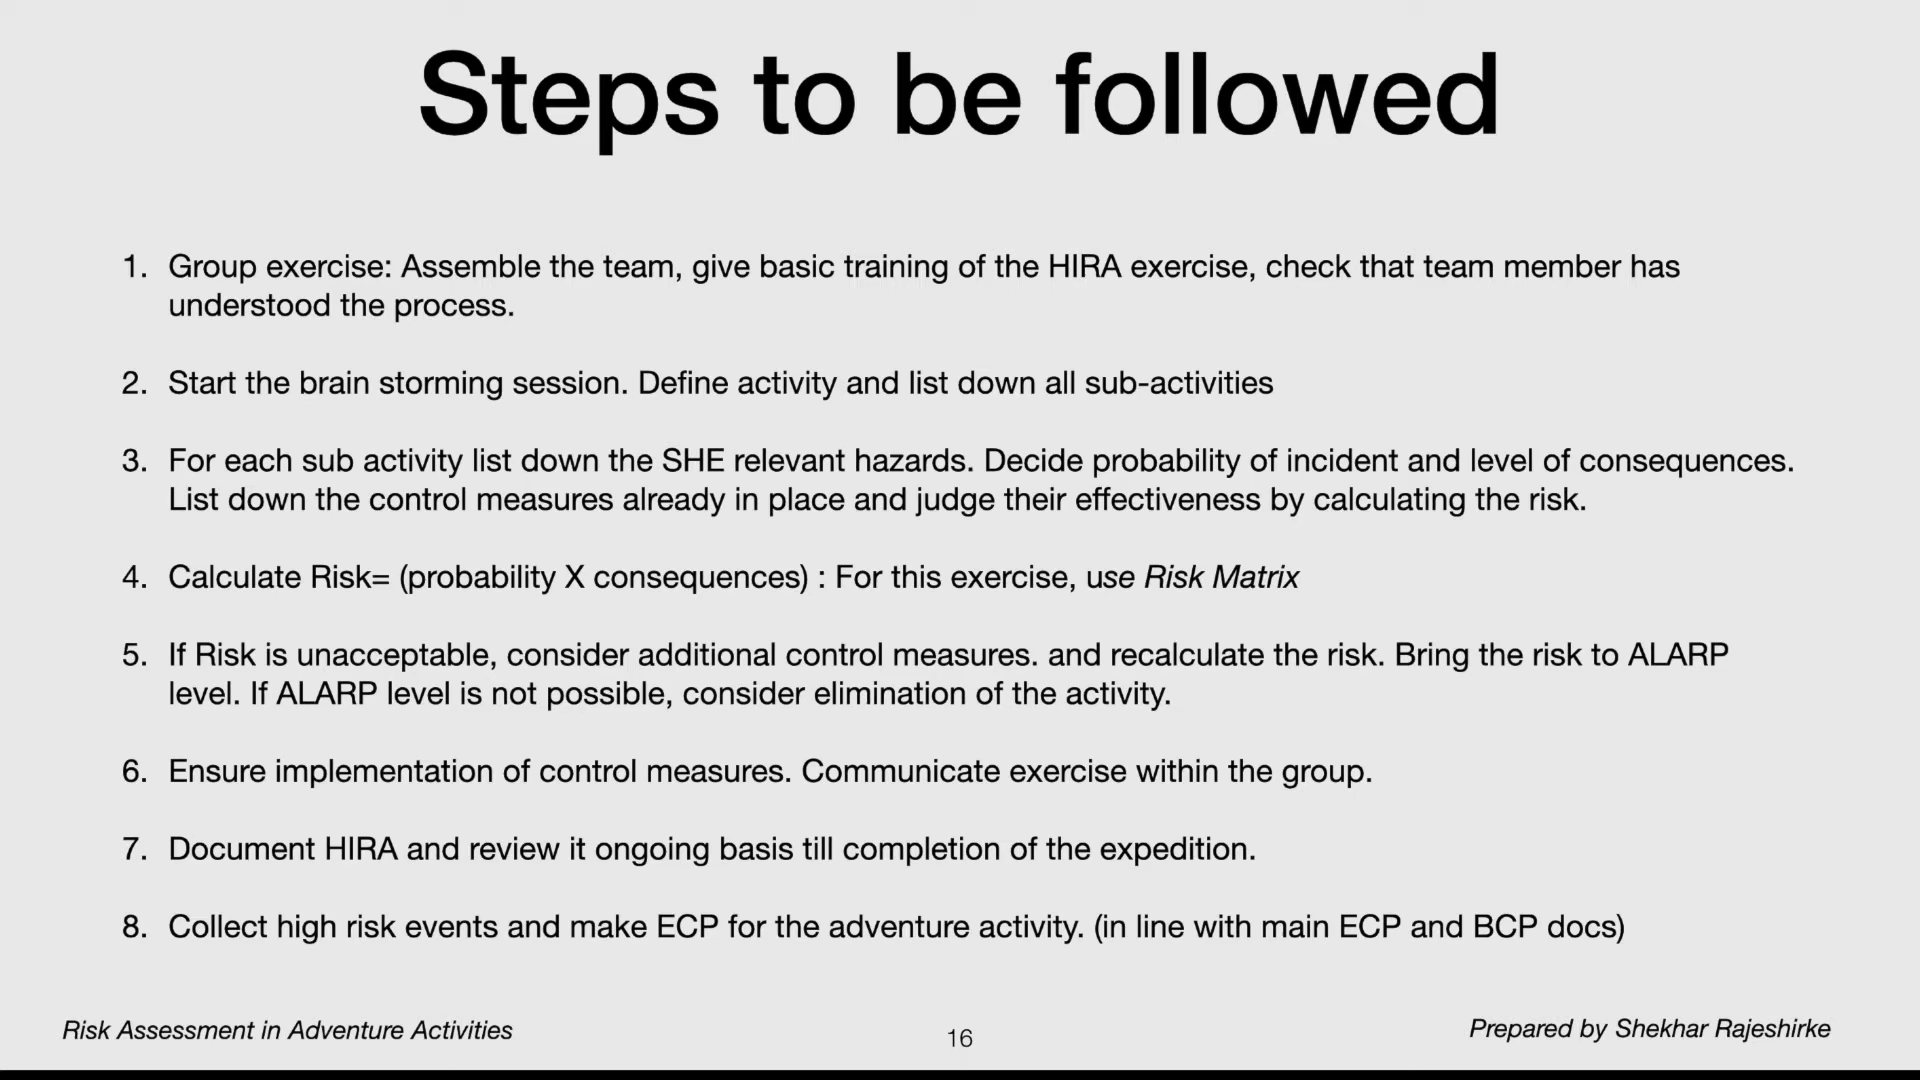 Steps to be followed
1. Group exercise: Assemble the team, give basic training of the HIRA exercise, check that team member has
understood the process.
2. Start the brain storming session. Define activity and list down all sub-activities
3. For each sub activity list down the SHE relevant hazards. Decide probability of incident and level of consequences.
List down the control measures already in place and judge their effectiveness by calculating the risk.
4. Calculate Risk= (probability X consequences) : For this exercise, use Risk Matrix
5. If Risk is unacceptable, consider additional control measures. and recalculate the risk. Bring the risk to ALARP
level. If ALARP level is not possible, consider elimination of the activity.
6. Ensure implementation of control measures. Communicate exercise within the group.
7. Document HIRA and review it ongoing basis till completion of the expedition.
8. Collect high risk events and make ECP for the adventure activity. (in line with main ECP and BCP docs)
Risk Assessment in Adventure Activities
16
Prepared by Shekhar Rajeshirke